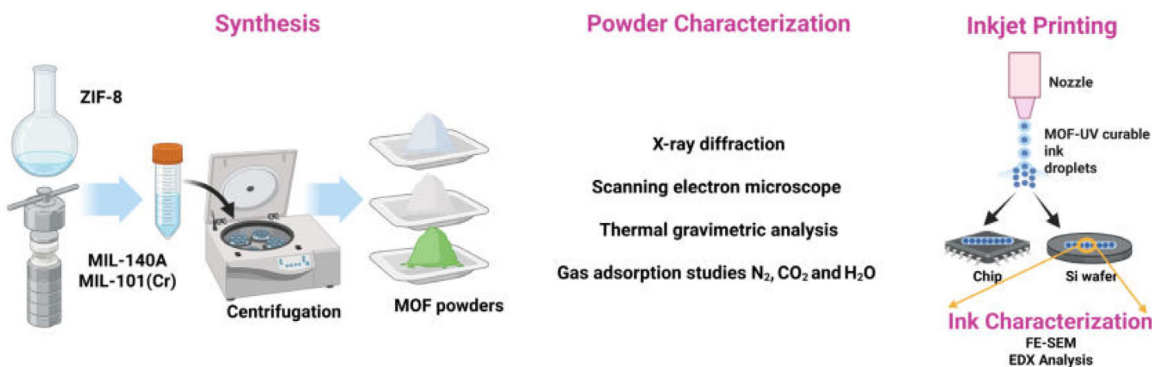 Synthesis
ZIF-8
MIL-140A
MIL-101(Cr)
Centrifugation
MOF powders
Powder Characterization
X-ray diffraction
Scanning electron microscope
Thermal gravimetric analysis
Gas adsorption studies N₂, CO₂ and H₂O
Inkjet Printing
Nozzle
MOF-UV curable
ink
droplets
Chip
Si wafer
Ink Characterization
FE-SEM
EDX Analysis